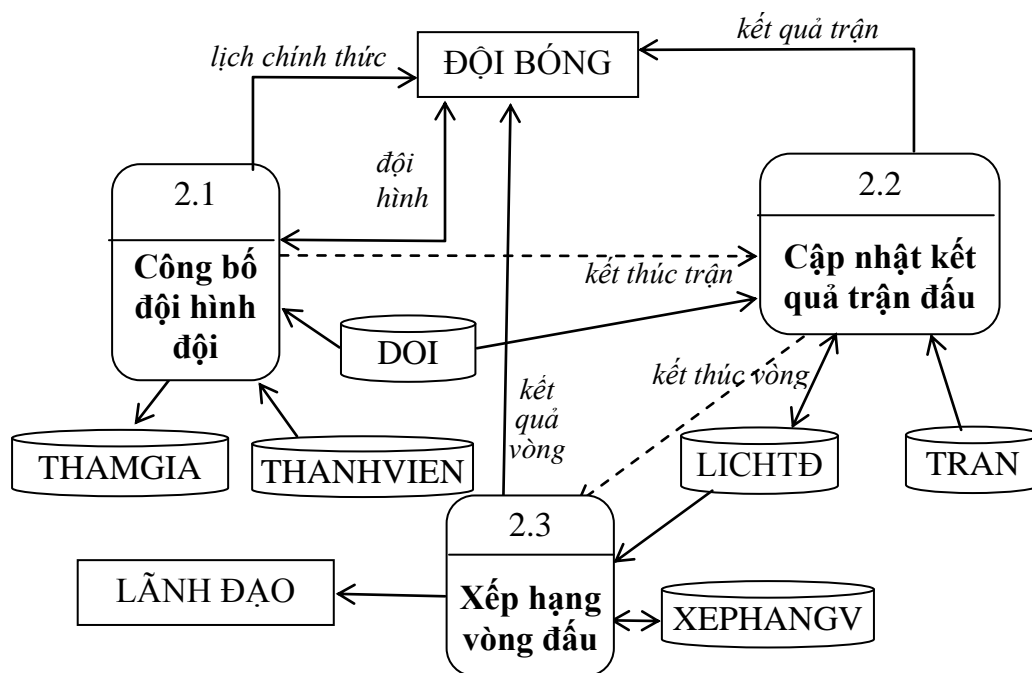 kết quả trận
lịch chính thức
ĐỘI BÓNG
đội
hình
2.1
Công bố
đội hình
đội
2.2
Cập nhật kết
quả trận đấu
kết thúc trận
DOI
kết thúc vòng
kết
quả
vòng
THAMGIA
THANHVIEN
LICHTĐ
TRAN
2.3
Xếp hạng
vòng đấu
LÃNH ĐẠO
XEPHANGV